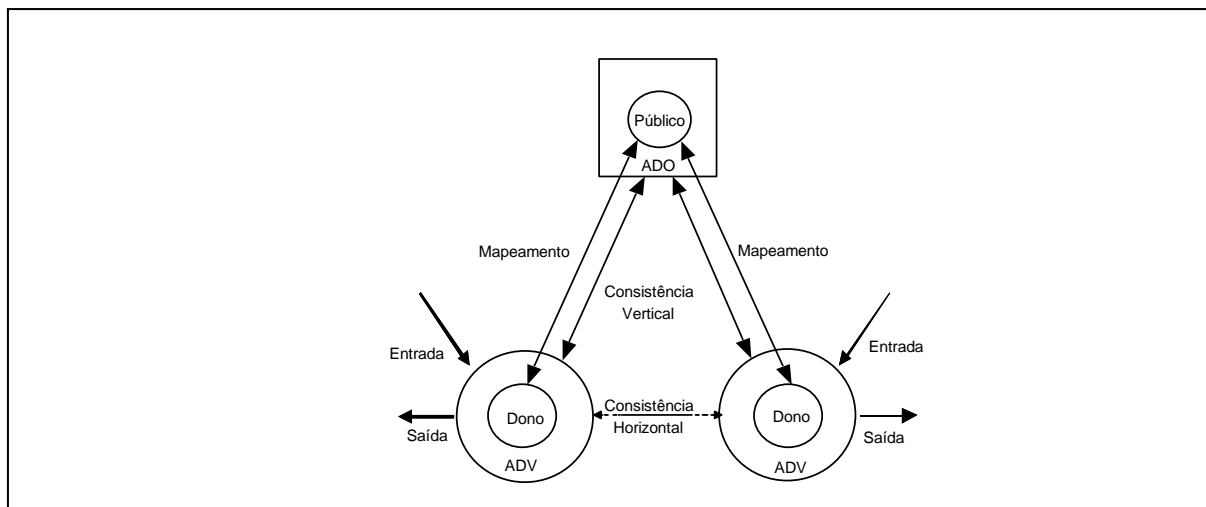 Público
ADO
Mapeamento
Mapeamento
Consistência
Vertical
Entrada
Entrada
Dono
Consistência
Horizontal
Dono
Saída
Saída
ADV
ADV